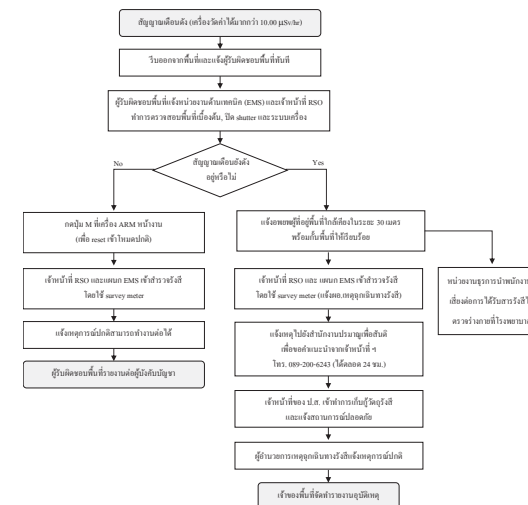 สัญญาณเตือนดัง (เครื่องวัดค่าได้มากกว่า 10.00 µSv/hr)
รีบออกจากพื้นที่และแจ้งผู้รับผิดชอบพื้นที่ทันที
ผู้รับผิดชอบพื้นที่แจ้งหน่วยงานด้านเทคนิค (EMS) และเจ้าหน้าที่ RSO
ทำการตรวจสอบพื้นที่เบื้องต้น, ปิด shutter และระบบเครื่อง
สัญญาณเตือนยังดัง
อยู่หรือไม่
No
Yes
กดปุ่ม M ที่เครื่อง ARM หน้างาน
(เพื่อ reset เข้าโหมดปกติ)
เจ้าหน้าที่ RSO และแผนก EMS เข้าสำรวจรังสี
โดยใช้ survey meter
แจ้งเหตุการณ์ปกติสามารถทำงานต่อได้
ผู้รับผิดชอบพื้นที่รายงานต่อผู้บังคับบัญชา
แจ้งอพยพผู้ที่อยู่พื้นที่ใกล้เคียงในระยะ 30 เมตร
พร้อมกั้นพื้นที่ให้เรียบร้อย
เจ้าหน้าที่ RSO และ แผนก EMS เข้าสำรวจรังสี
โดยใช้ survey meter (แจ้งผอ.เหตุฉุกเฉินทางรังสี)
แจ้งเหตุไปยังสำนักงานปรมาณูเพื่อสันติ
เพื่อขอคำแนะนำจากเจ้าหน้าที่ ฯ
โทร. 089-200-6243 (ได้ตลอด 24 ชม.)
เจ้าหน้าที่ของ ป.ส. เข้าทำการเก็บกู้วัตถุรังสี
และแจ้งสถานการณ์ปลอดภัย
ผู้อำนวยการเหตุฉุกเฉินทางรังสีแจ้งเหตุการณ์ปกติ
เจ้าของพื้นที่จัดทำรายงานอุบัติเหตุ
หน่วยงานธุรการนำพนักงาน
เสี่ยงต่อการได้รับสารรังสี
ตรวจร่างกายที่โรงพยาบาล